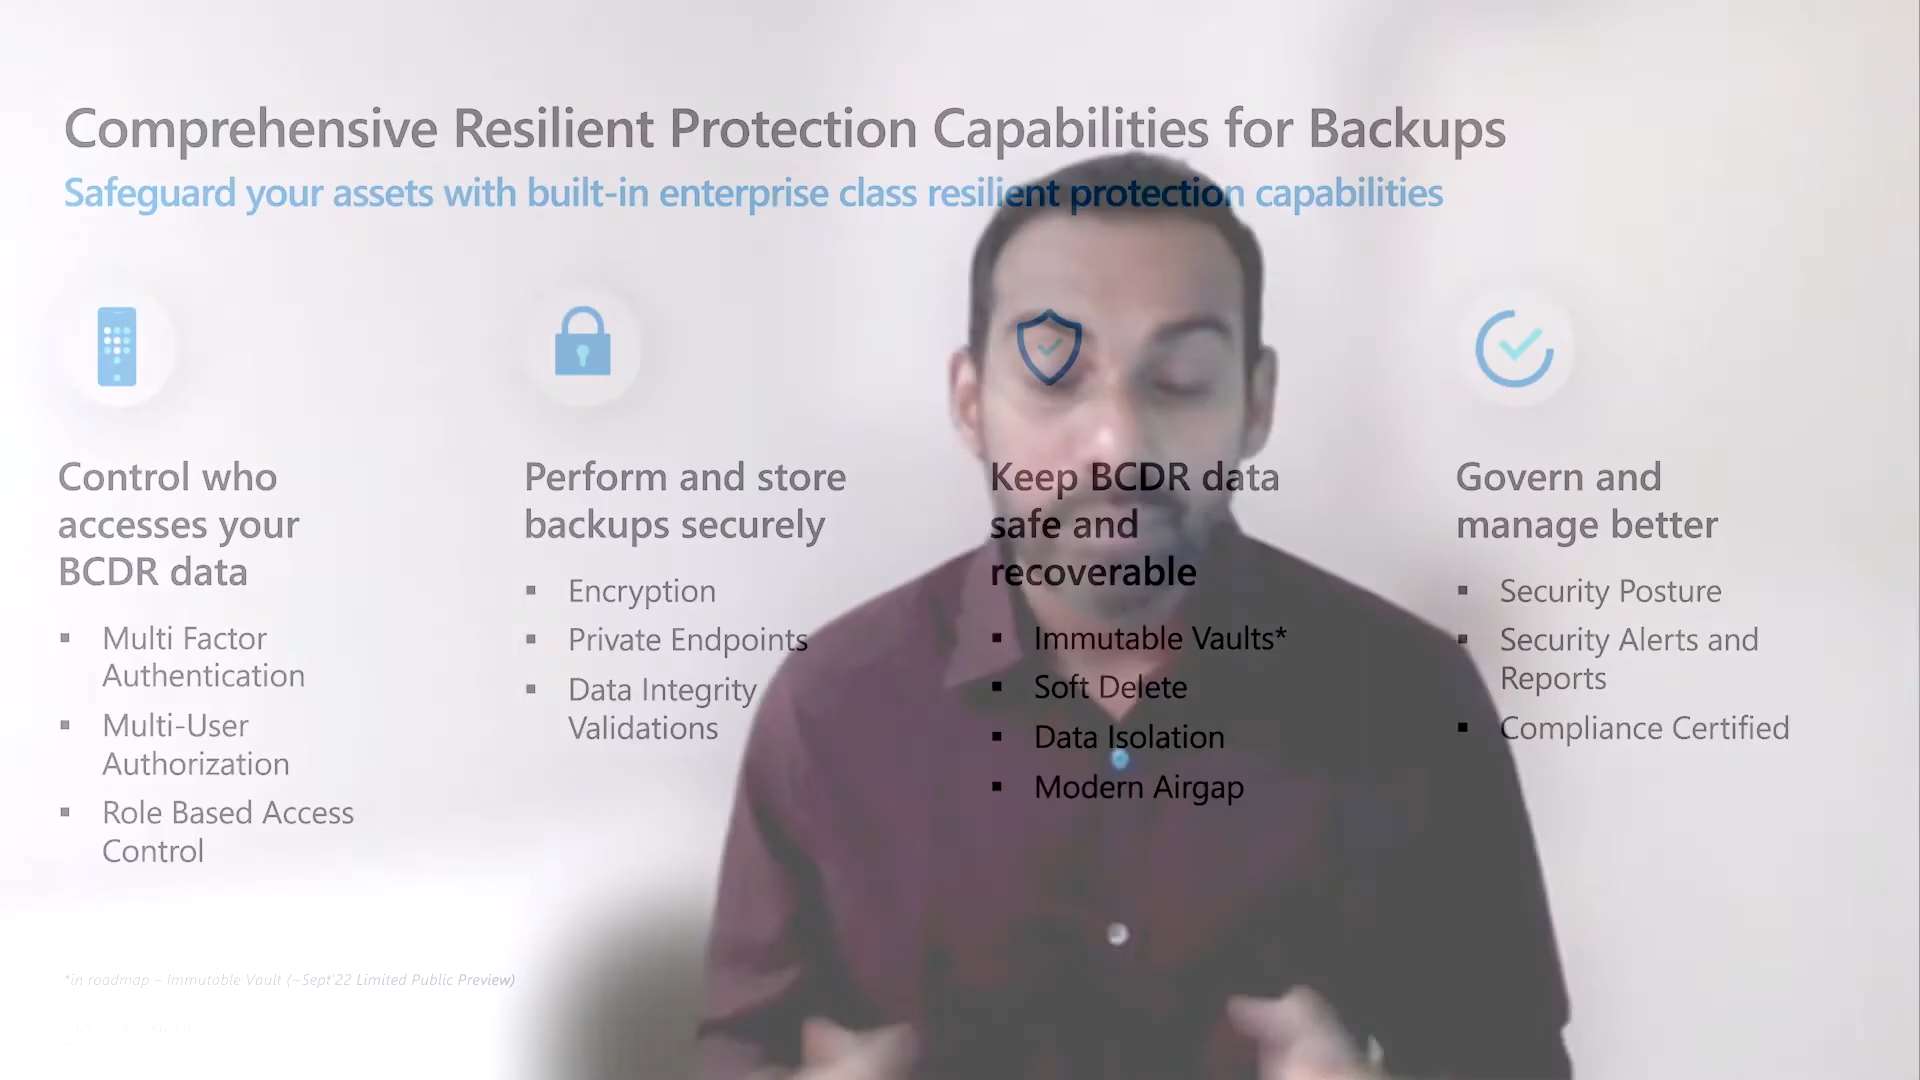 Comprehensive Resilient Protection Capabilities for Backups
Safeguard your assets with built-in enterprise class resilient protection capabilities
Control who
accesses your
BCDR data
▪ Multi Factor
Authentication
▪ Multi-User
Authorization
▪ Role Based Access
Control
Perform and store
backups securely
▪ Encryption
▪ Private Endpoints
▪ Data Integrity
Validations
Keep BCDR data
safe and
recoverable
▪ Immutable Vaults*
▪ Soft Delete
▪ Data Isolation
▪ Modern Airgap
Govern and
manage better
▪ Security Posture
▪ Security Alerts and
Reports
▪ Compliance Certified
*in roadmap – Immutable Vault (~Sept'22 Limited Public Preview)